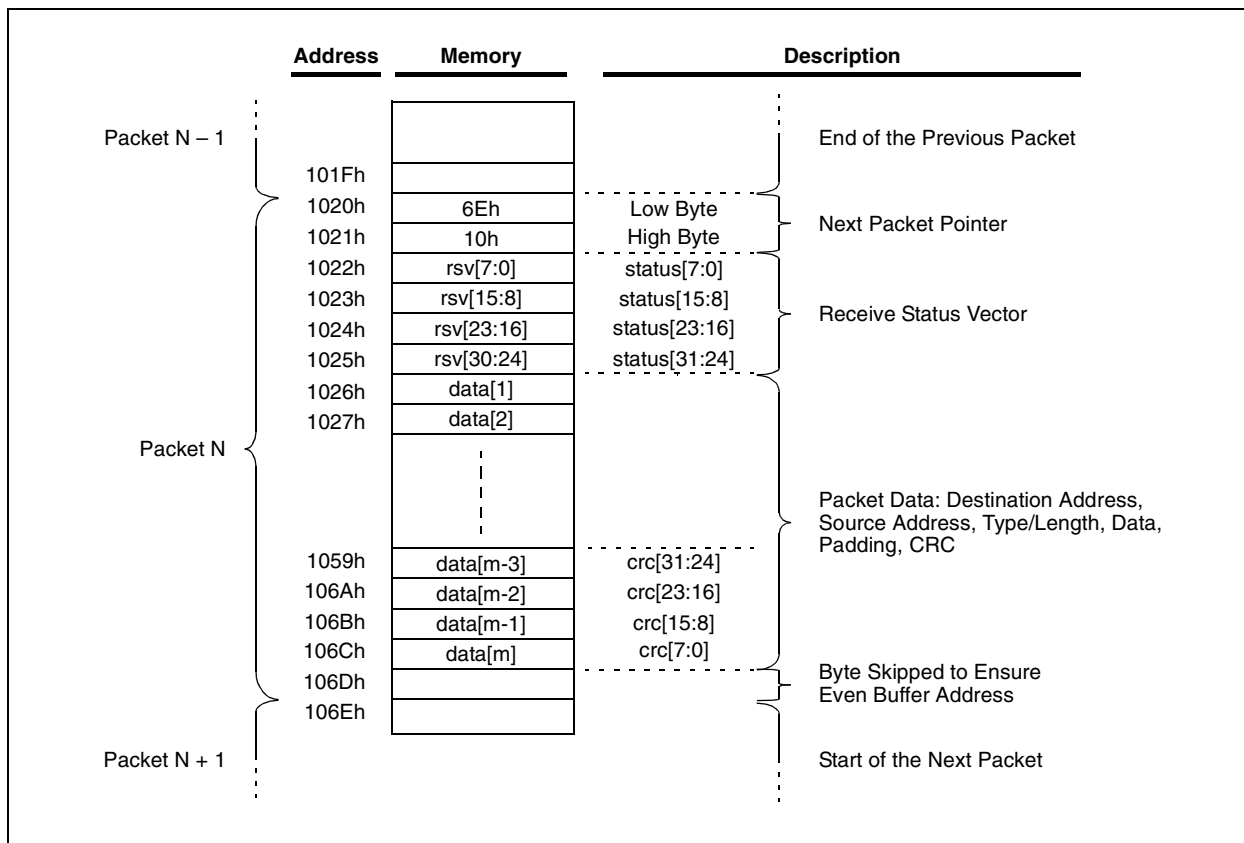 Address Memory Description
Packet N – 1 End of the Previous Packet
101Fh
1020h 6Eh Low Byte
Next Packet Pointer
1021h 10h High Byte
1022h rsv[7:0] status[7:0]
1023h rsv[15:8] status[15:8]
Receive Status Vector
1024h rsv[23:16] status[23:16]
1025h rsv[30:24] status[31:24]
1026h data[1]
1027h data[2]
Packet N
Packet Data: Destination Address,
Source Address, Type/Length, Data,
Padding, CRC
1059h data[m-3] crc[31:24]
106Ah data[m-2] crc[23:16]
106Bh data[m-1] crc[15:8]
106Ch data[m] crc[7:0]
Byte Skipped to Ensure
106Dh
Even Buffer Address
106Eh
Packet N + 1 Start of the Next Packet